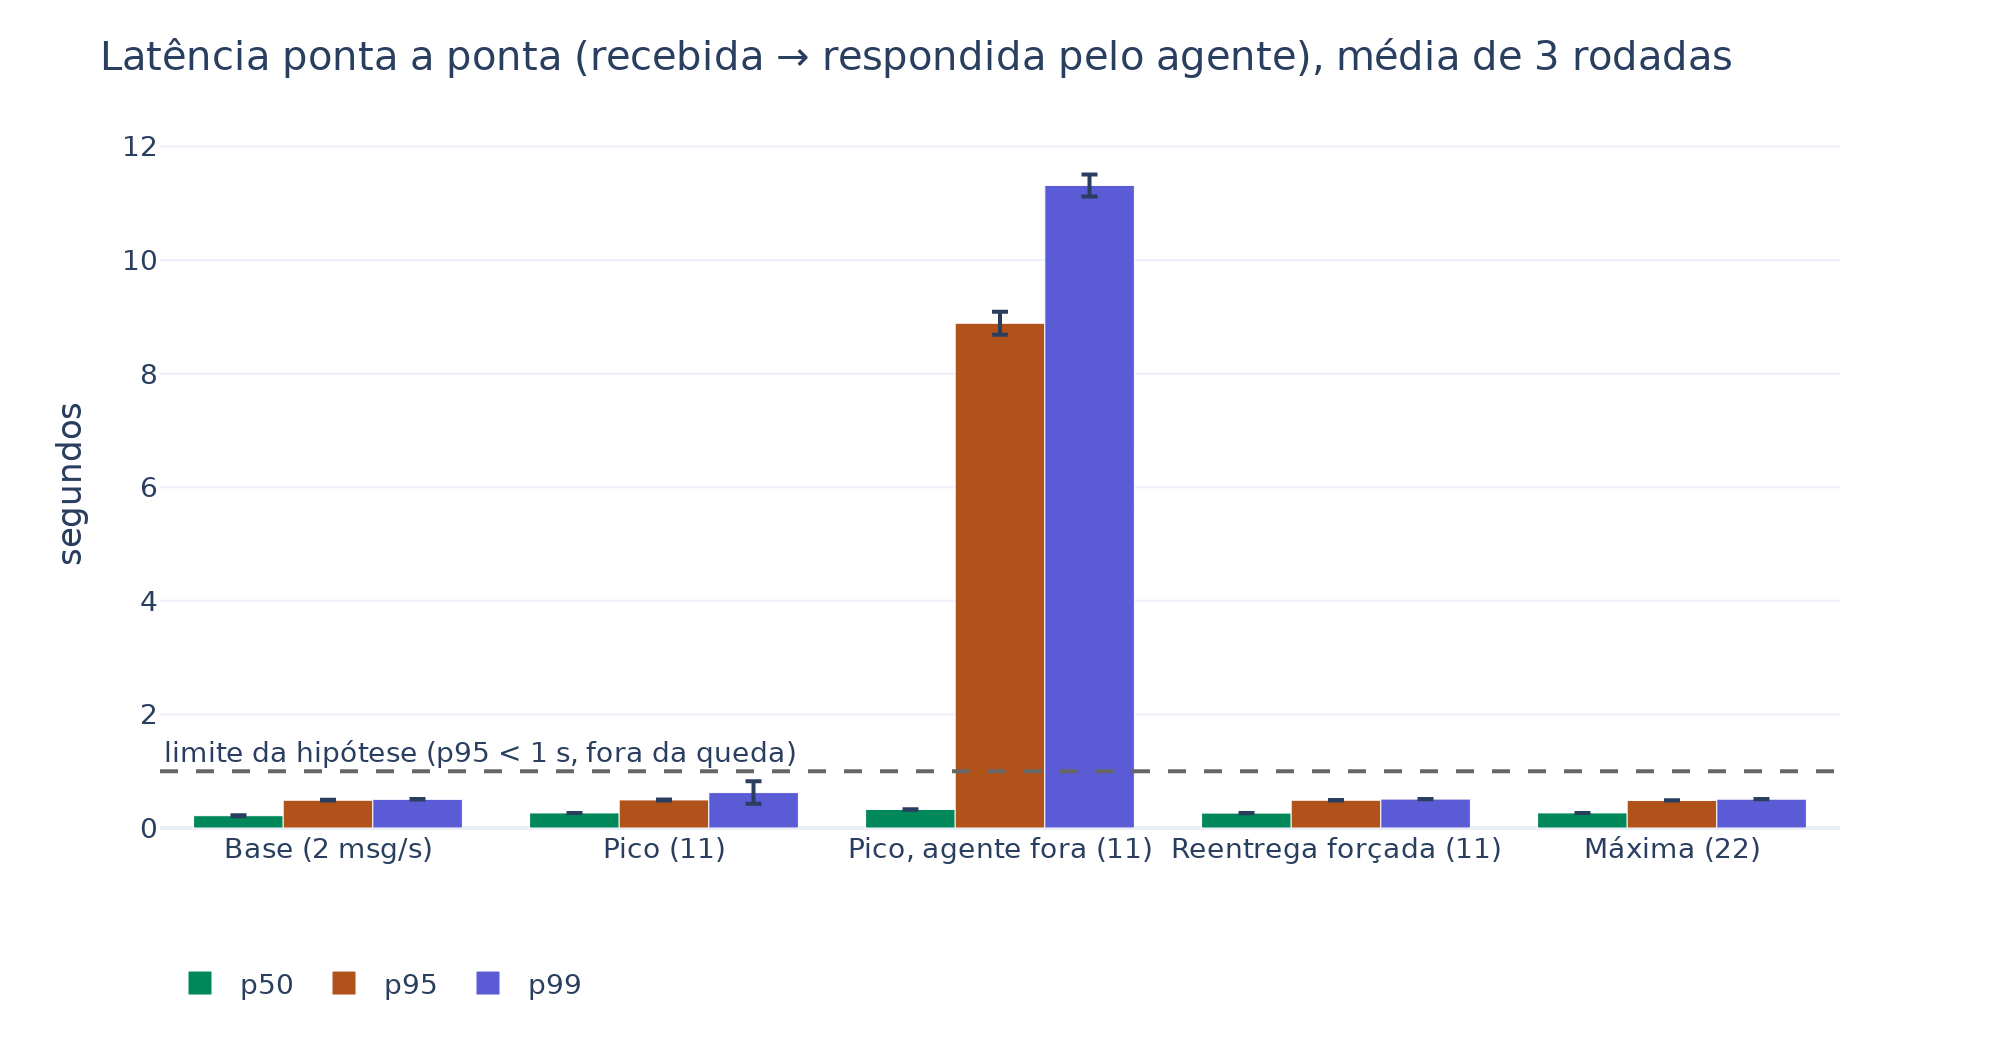 Latência ponta a ponta (recebida → respondida pelo agente), média de 3 rodadas
segundos
12
10
8
6
4
2
0
limite da hipótese (p95 < 1 s, fora da queda)
Base (2 msg/s)
Pico (11)
Pico, agente fora (11)
Reentrega forçada (11)
Máxima (22)
p50
p95
p99